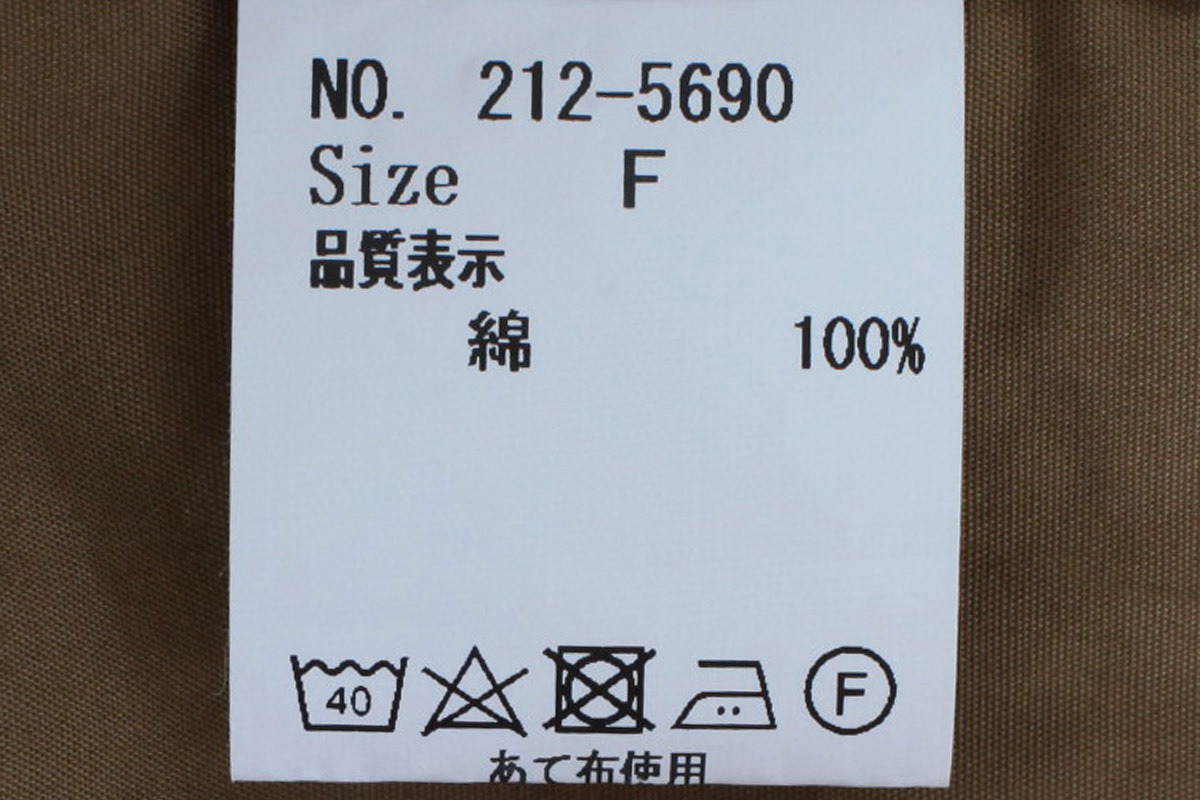 NO. 212-5690
Size F
品質表示
綿 100%
40 F
あて布使用